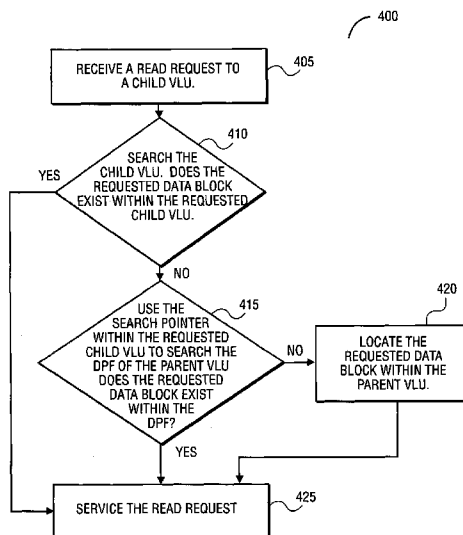 400
RECEIVE A READ REQUEST TO
A CHILD VLU.
405
410
SEARCH THE
CHILD VLU. DOES THE
REQUESTED DATA BLOCK
EXIST WITHIN THE REQUESTED
CHILD VLU.
YES
NO
415
USE THE
SEARCH POINTER
WITHIN THE REQUESTED
CHILD VLU TO SEARCH THE
DPF OF THE PARENT VLU
DOES THE REQUESTED
DATA BLOCK EXIST
WITHIN THE
DPF?
NO
420
LOCATE THE
REQUESTED DATA
BLOCK WITHIN THE
PARENT VLU.
YES
SERVICE THE READ REQUEST
425